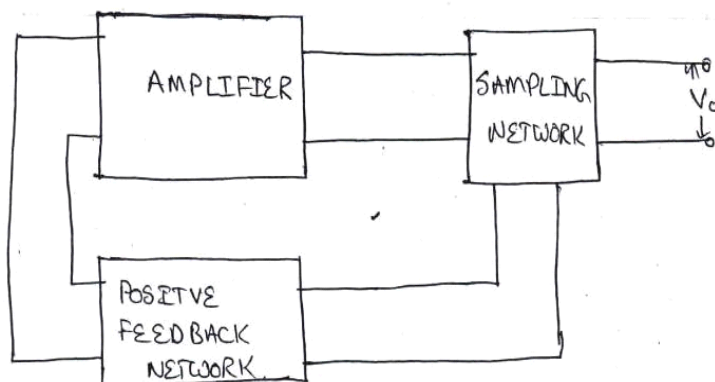 AMPLIFIER
SAMPLING
NETWORK
Vo
POSITVE
FEEDBACK
NETWORK